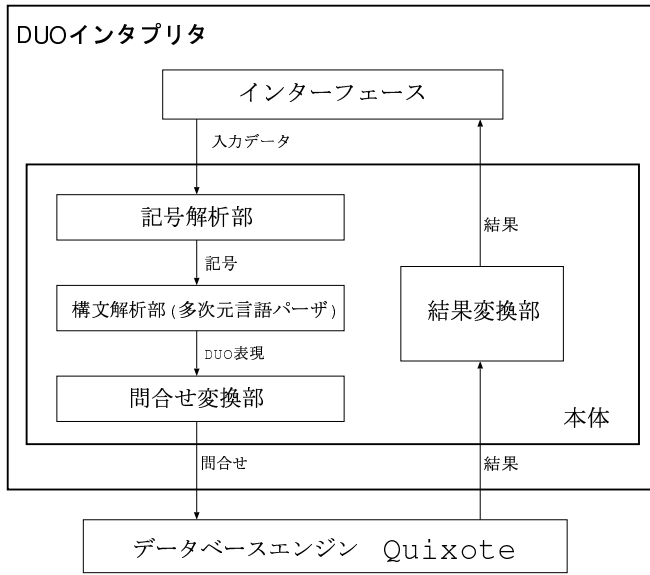 DUOインタプリタ
インターフェース
入力データ
記号解析部
記号
結果
構文解析部(多次元言語パーザ)
結果変換部
DUO表現
問合せ変換部
本体
問合せ
結果
データベースエンジン Quixote